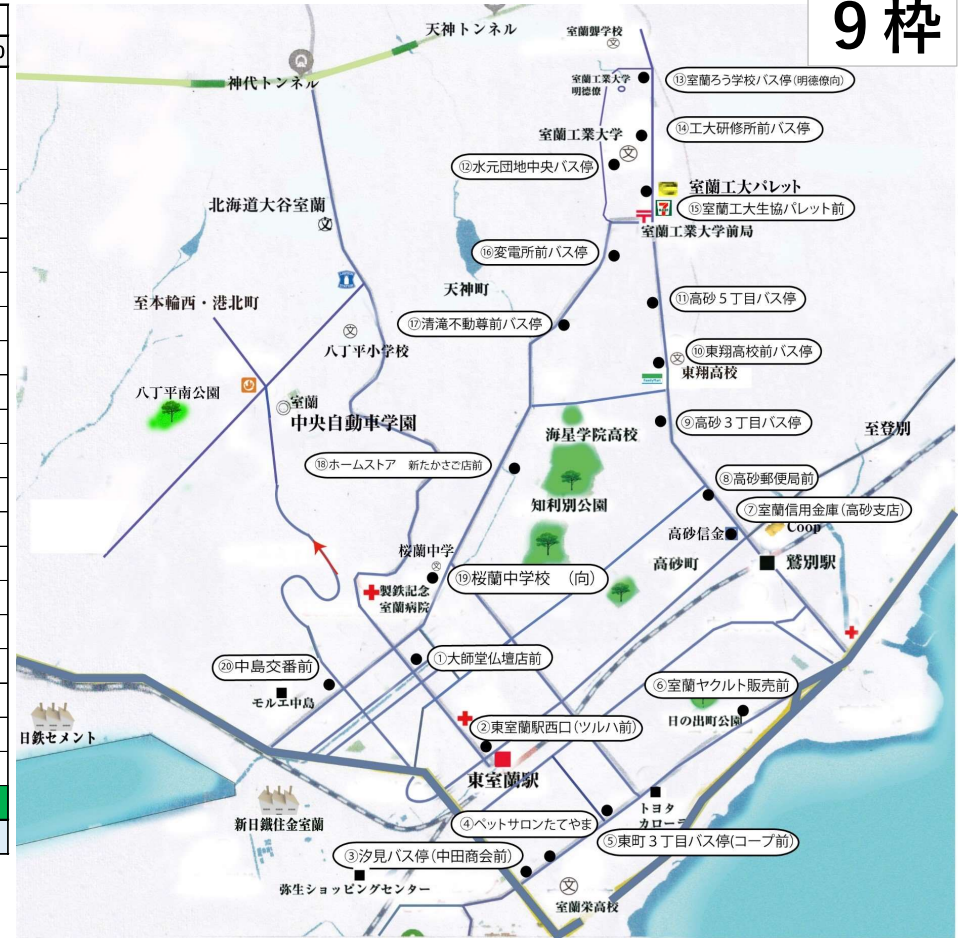 9 枠
天神トンネル
室蘭聾学校
神代トンネル
室蘭工業大学
明徳僚
⑬室蘭ろう学校バス停(明德僚向)
室蘭工業大学
⑭工大研修所前バス停
⑫水元団地中央バス停
室蘭工大パレット
⑮室蘭工大生協パレット前
北海道大谷室蘭
室蘭工業大学前局
⑯変電所前バス停
天神町
至本輪西・港北町
⑪高砂5丁目バス停
⑰清滝不動尊前バス停
八丁平小学校
⑩東翔高校前バス停
東翔高校
八丁平南公園
室蘭
中央自動車学園
⑨高砂3丁目バス停
海星学院高校
至登別
⑱ホームストア 新たかさご店前
⑧高砂郵便局前
知利別公園
⑦室蘭信用金庫(高砂支店)
Coop
高砂信金
桜蘭中学
高砂町
鷲別駅
⑲桜蘭中学校 (向)
製鉄記念
室蘭病院
①大師堂仏壇店前
⑳中島交番前
モルエ中島
⑥室蘭ヤクルト販売前
日の出町公園
②東室蘭駅西口(ツルハ前)
日鉄セメント
東室蘭駅
トヨタ
カローラ
新日鐵住金室蘭
④ペットサロンたてやま
⑤東町3丁目バス停(コープ前)
③汐見バス停(中田商会前)
弥生ショッピングセンター
室蘭栄高校